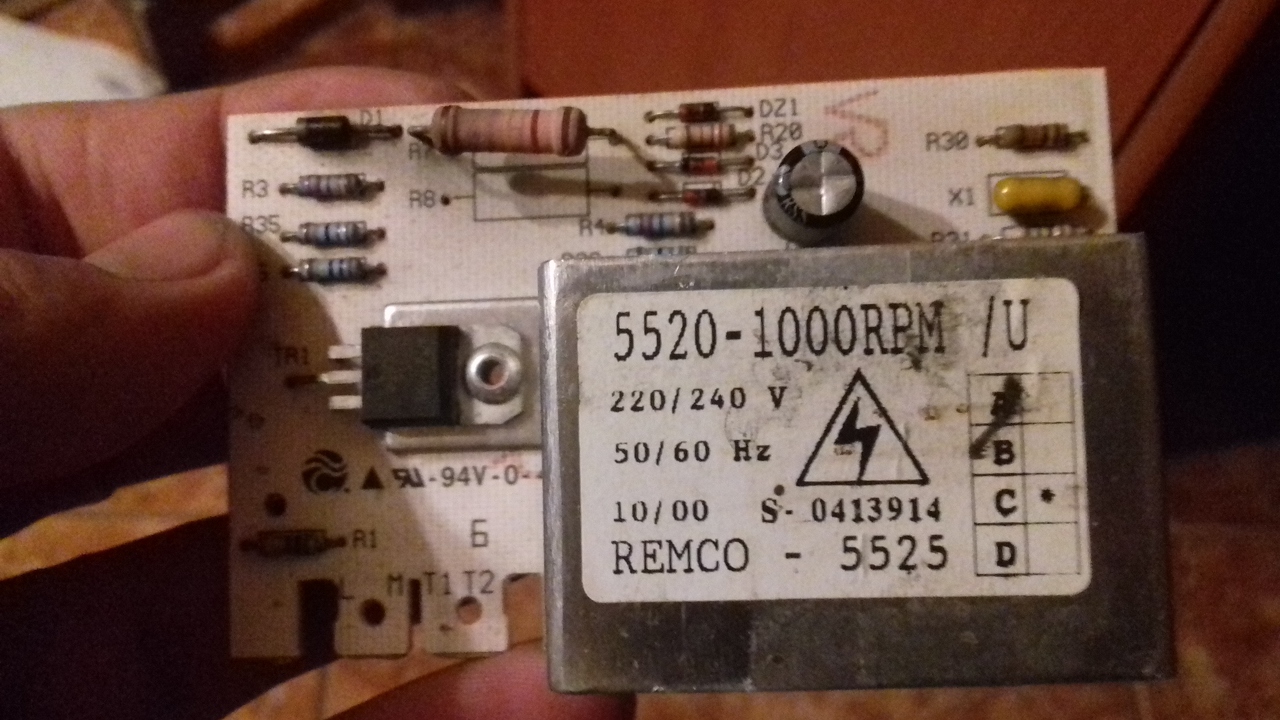 D1
DZ1
R20
D3
D2
R30
R3
R8
X1
R35
R4
TR1
94V-0
R1
6
L M T1 T2
5520-1000RPM /U
220/240 V
50/60 Hz
10/00 S- 0413914
REMCO - 5525
A
B
C *
D